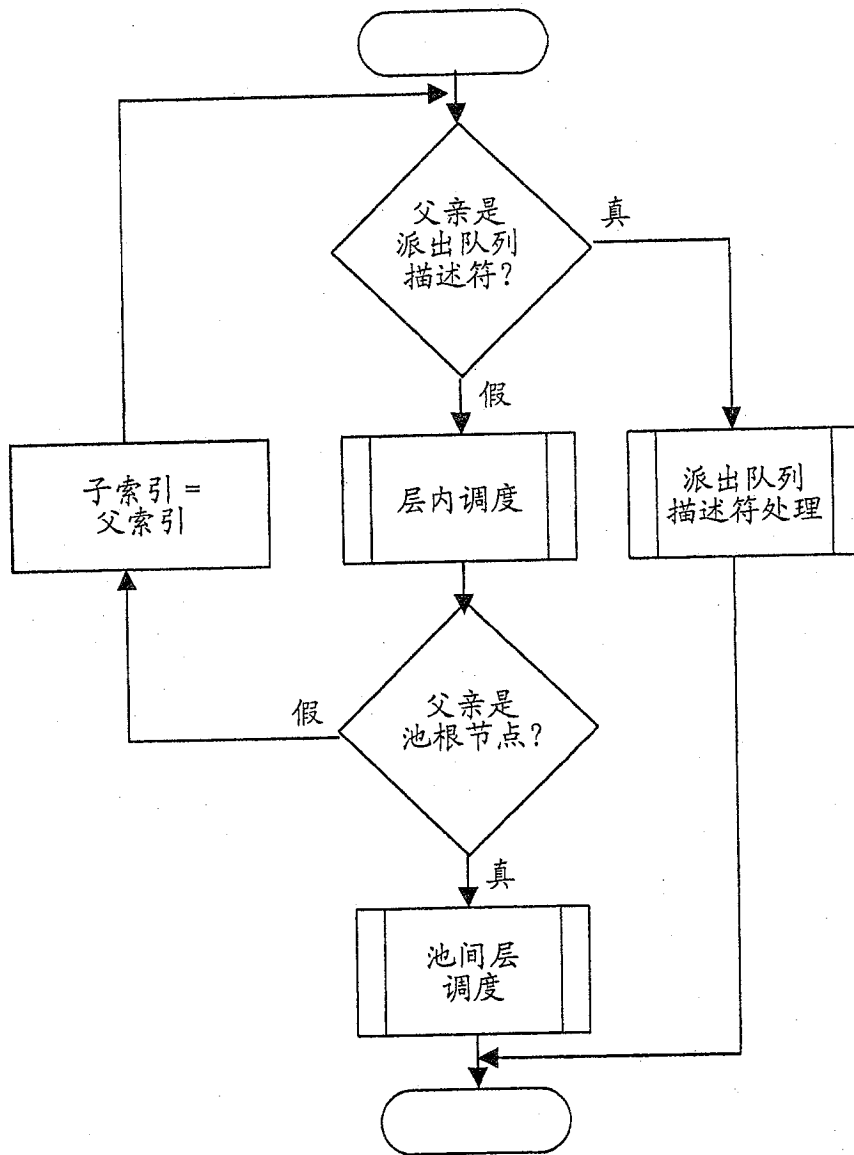 父亲是
派出队列
描述符?
真
假
子索引=
父索引
层内调度
派出队列
描述符处理
父亲是
池根节点?
假
真
池间层
调度